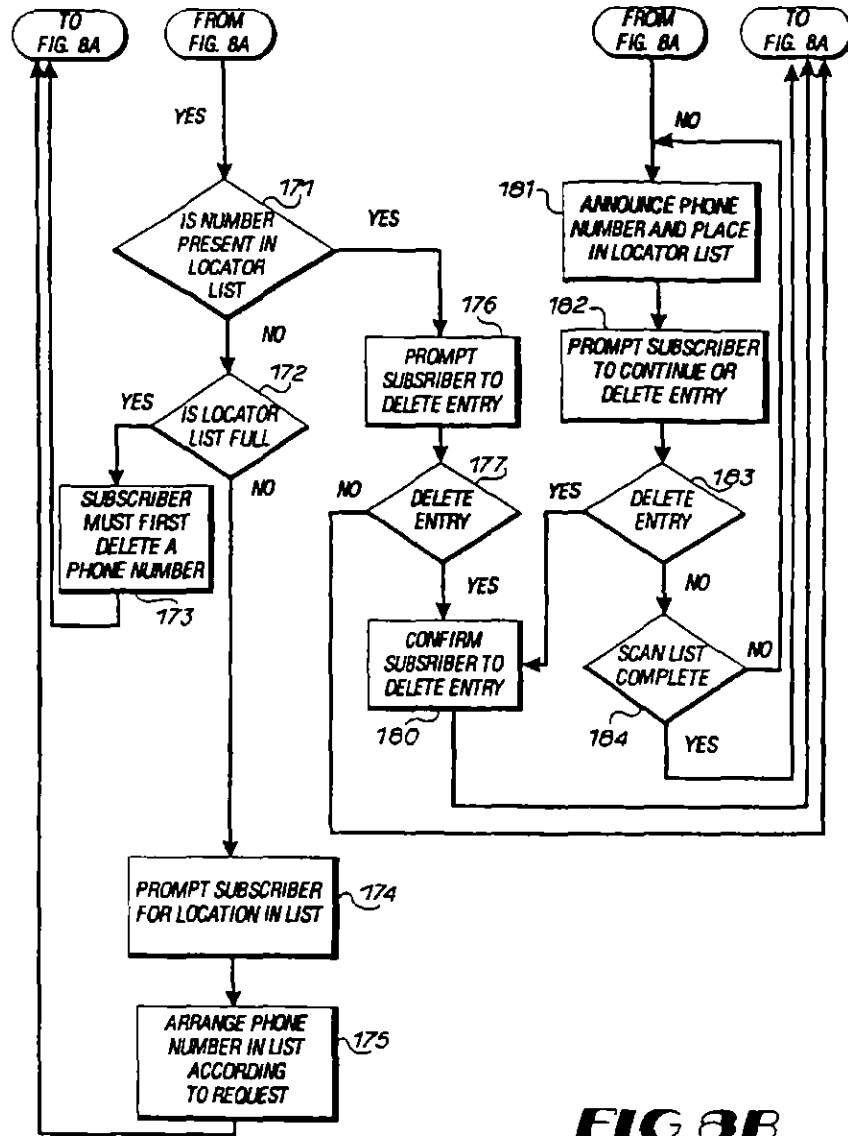 TO
FIG. 8A
FROM
FIG. 8A
FROM
FIG. 8A
TO
FIG. 8A
YES
NO
171
IS NUMBER
PRESENT IN
LOCATOR
LIST
YES
NO
181
ANNOUNCE PHONE
NUMBER AND PLACE
IN LOCATOR LIST
176
PROMPT
SUBSRIBER TO
DELETE ENTRY
182
PROMPT SUBSCRIBER
TO CONTINUE OR
DELETE ENTRY
172
YES
IS LOCATOR
LIST FULL
NO
SUBSCRIBER
MUST FIRST
DELETE A
PHONE NUMBER
173
177
NO
DELETE
ENTRY
YES
183
YES
DELETE
ENTRY
NO
CONFIRM
SUBSRIBER TO
DELETE ENTRY
180
SCAN LIST
COMPLETE
NO
184
YES
PROMPT SUBSCRIBER
FOR LOCATION IN LIST
174
ARRANGE PHONE
NUMBER IN LIST
ACCORDING
TO REQUEST
175
FIG 8B